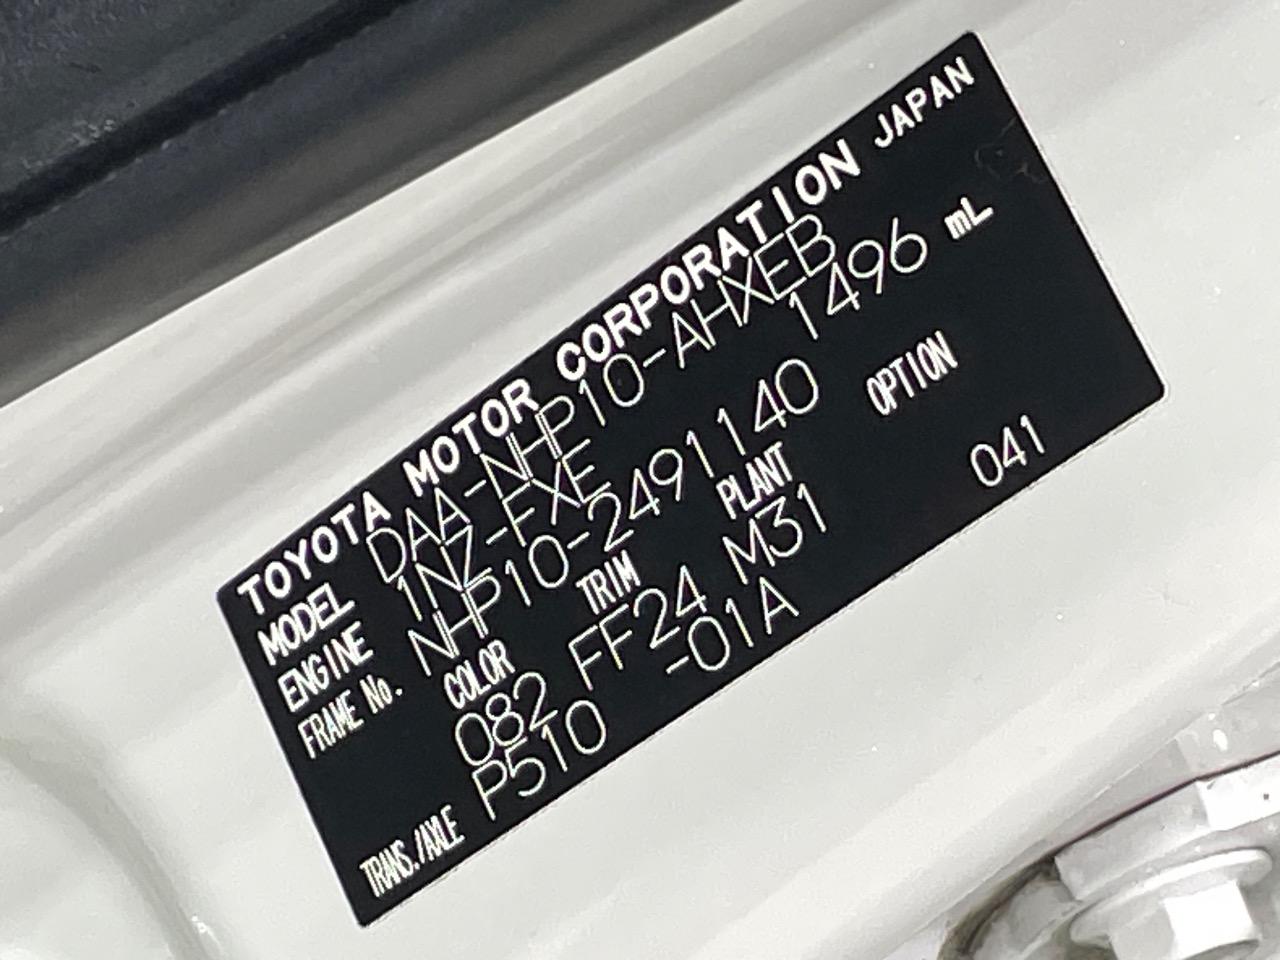 TOYOTA MOTOR CORPORATION JAPAN
MODEL DAA-NHP10-AHXEB
ENGINE 1NZ-FXE 1496 mL
FRAME No. NHP10-2491140
COLOR TRIM PLANT OPTION
082 FF24 M31 041
TRANS./AXLE P510 -01A